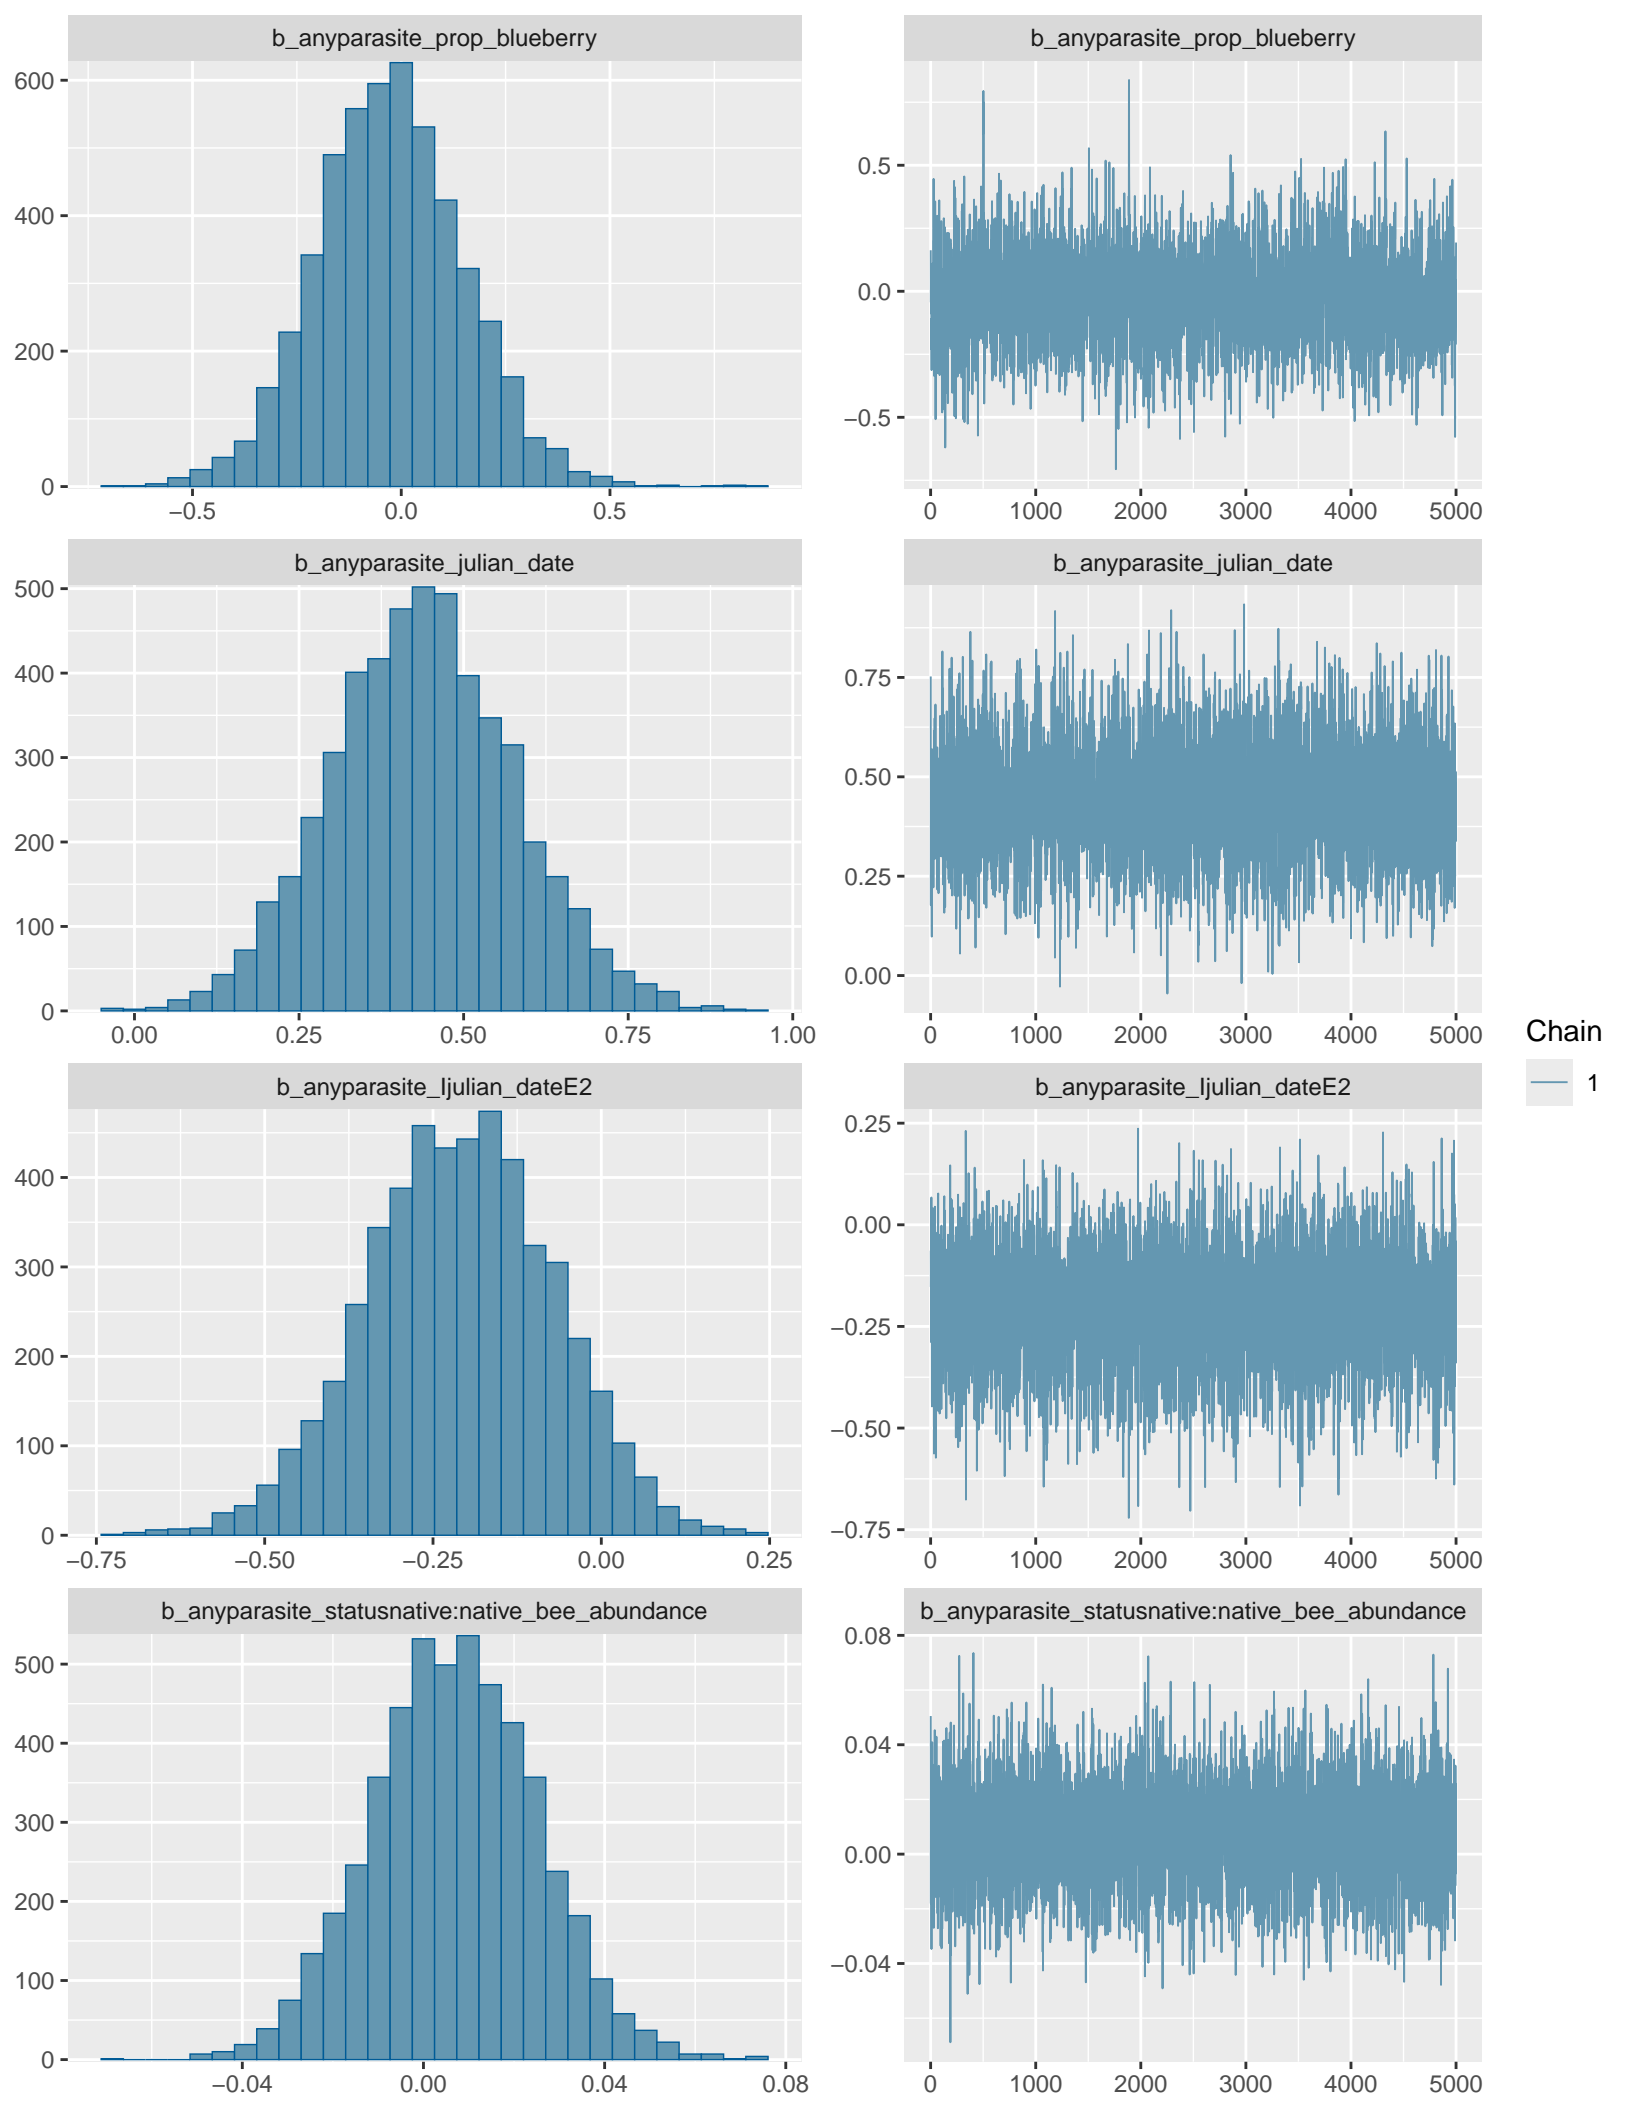 b_anyparasite_prop_blueberry
600
400
200
0
−0.5 0.0 0.5
b_anyparasite_prop_blueberry
0.5
0.0
−0.5
0 1000 2000 3000 4000 5000
b_anyparasite_julian_date
500
400
300
200
100
0
0.00 0.25 0.50 0.75 1.00
b_anyparasite_julian_date
0.75
0.50
0.25
0.00
0 1000 2000 3000 4000 5000
b_anyparasite_Ijulian_dateE2
400
300
200
100
0
−0.75 −0.50 −0.25 0.00 0.25
b_anyparasite_Ijulian_dateE2
0.25
0.00
−0.25
−0.50
−0.75
0 1000 2000 3000 4000 5000
b_anyparasite_statusnative:native_bee_abundance
500
400
300
200
100
0
−0.04 0.00 0.04 0.08
b_anyparasite_statusnative:native_bee_abundance
0.08
0.04
0.00
−0.04
0 1000 2000 3000 4000 5000
Chain
1